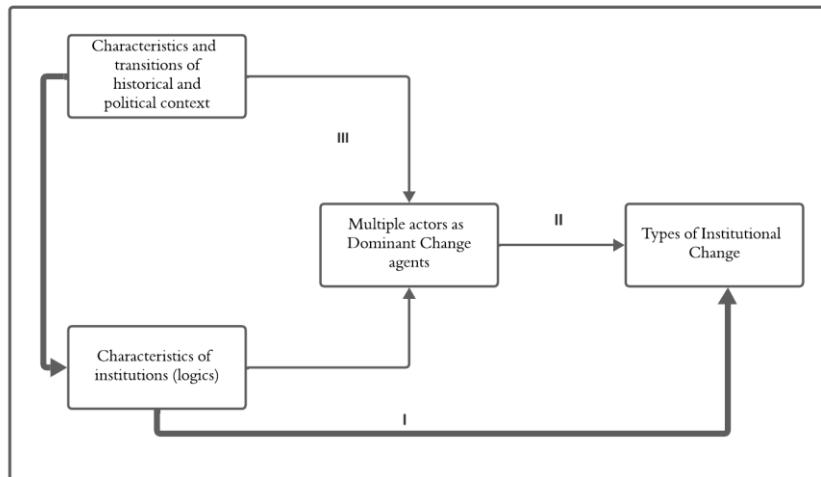 Characteristics and
transitions of
historical and
political context
III
Multiple actors as
Dominant Change
agents
II
Types of Institutional
Change
Characteristics of
institutions (logics)
I